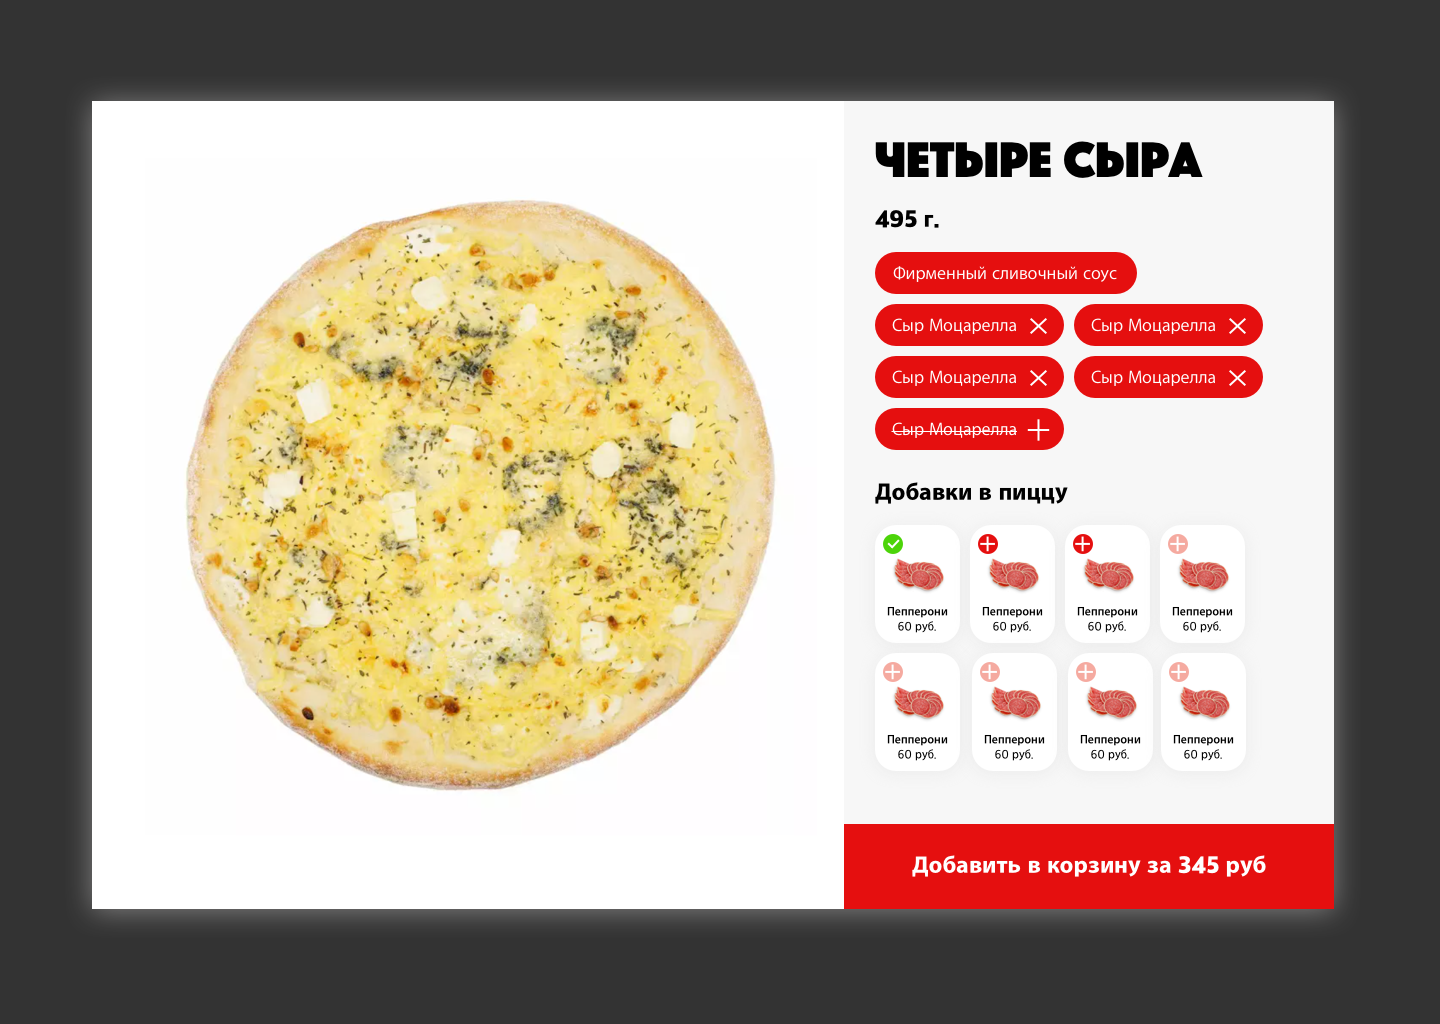 ЧЕТЫРЕ СЫРА
495 г.
Фирменный сливочный соус
Сыр Моцарелла
Сыр Моцарелла
Сыр Моцарелла
Сыр Моцарелла
Сыр Моцарелла
Добавки в пиццу
Пепперони
60 руб.
Пепперони
60 руб.
Пепперони
60 руб.
Пепперони
60 руб.
Пепперони
60 руб.
Пепперони
60 руб.
Пепперони
60 руб.
Пепперони
60 руб.
Добавить в корзину за 345 руб